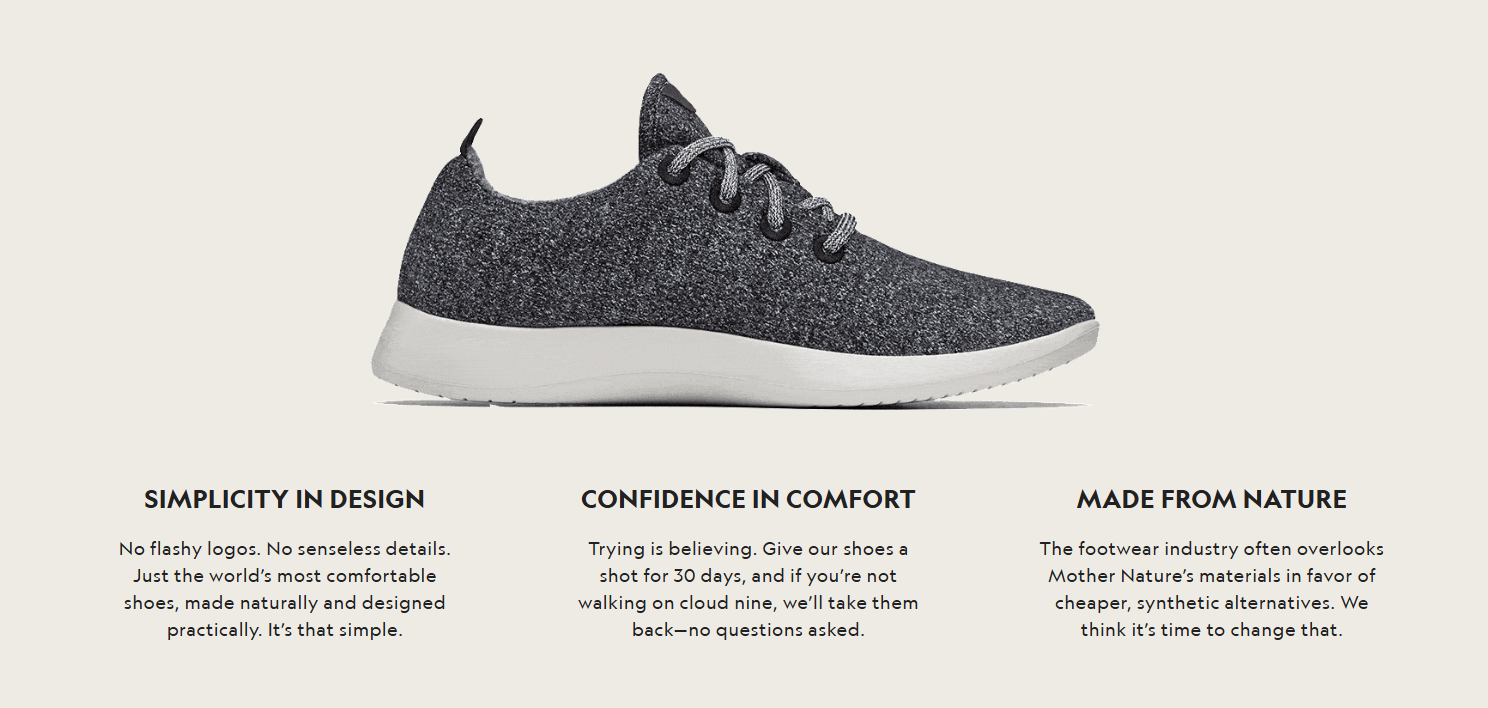 SIMPLICITY IN DESIGN
No flashy logos. No senseless details.
Just the world’s most comfortable
shoes, made naturally and designed
practically. It’s that simple.
CONFIDENCE IN COMFORT
Trying is believing. Give our shoes a
shot for 30 days, and if you’re not
walking on cloud nine, we’ll take them
back—no questions asked.
MADE FROM NATURE
The footwear industry often overlooks
Mother Nature’s materials in favor of
cheaper, synthetic alternatives. We
think it’s time to change that.